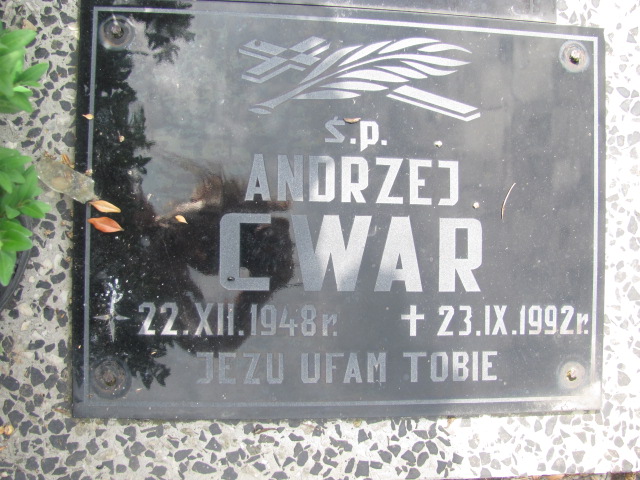 Ś.p.
ANDRZEJ
CWAR
22.XII.1948r. ✝ 23.IX.1992r.
JEZU UFAM TOBIE